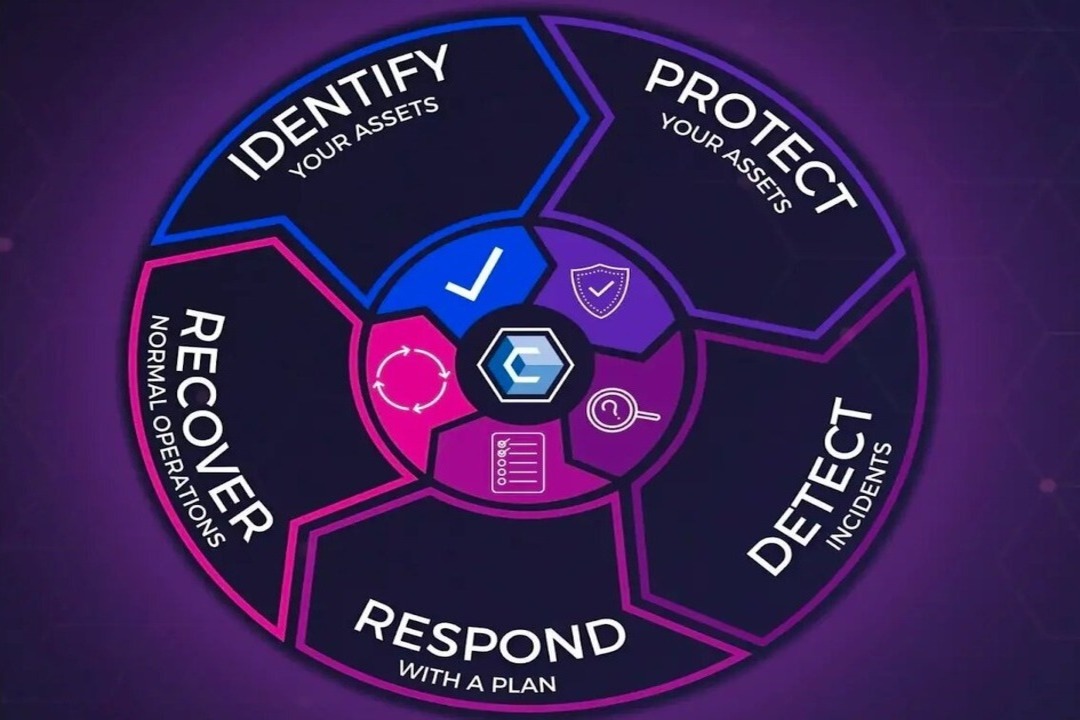 IDENTIFY
YOUR ASSETS
PROTECT
YOUR ASSETS
DETECT
INCIDENTS
RESPOND
WITH A PLAN
RECOVER
NORMAL OPERATIONS
C
?